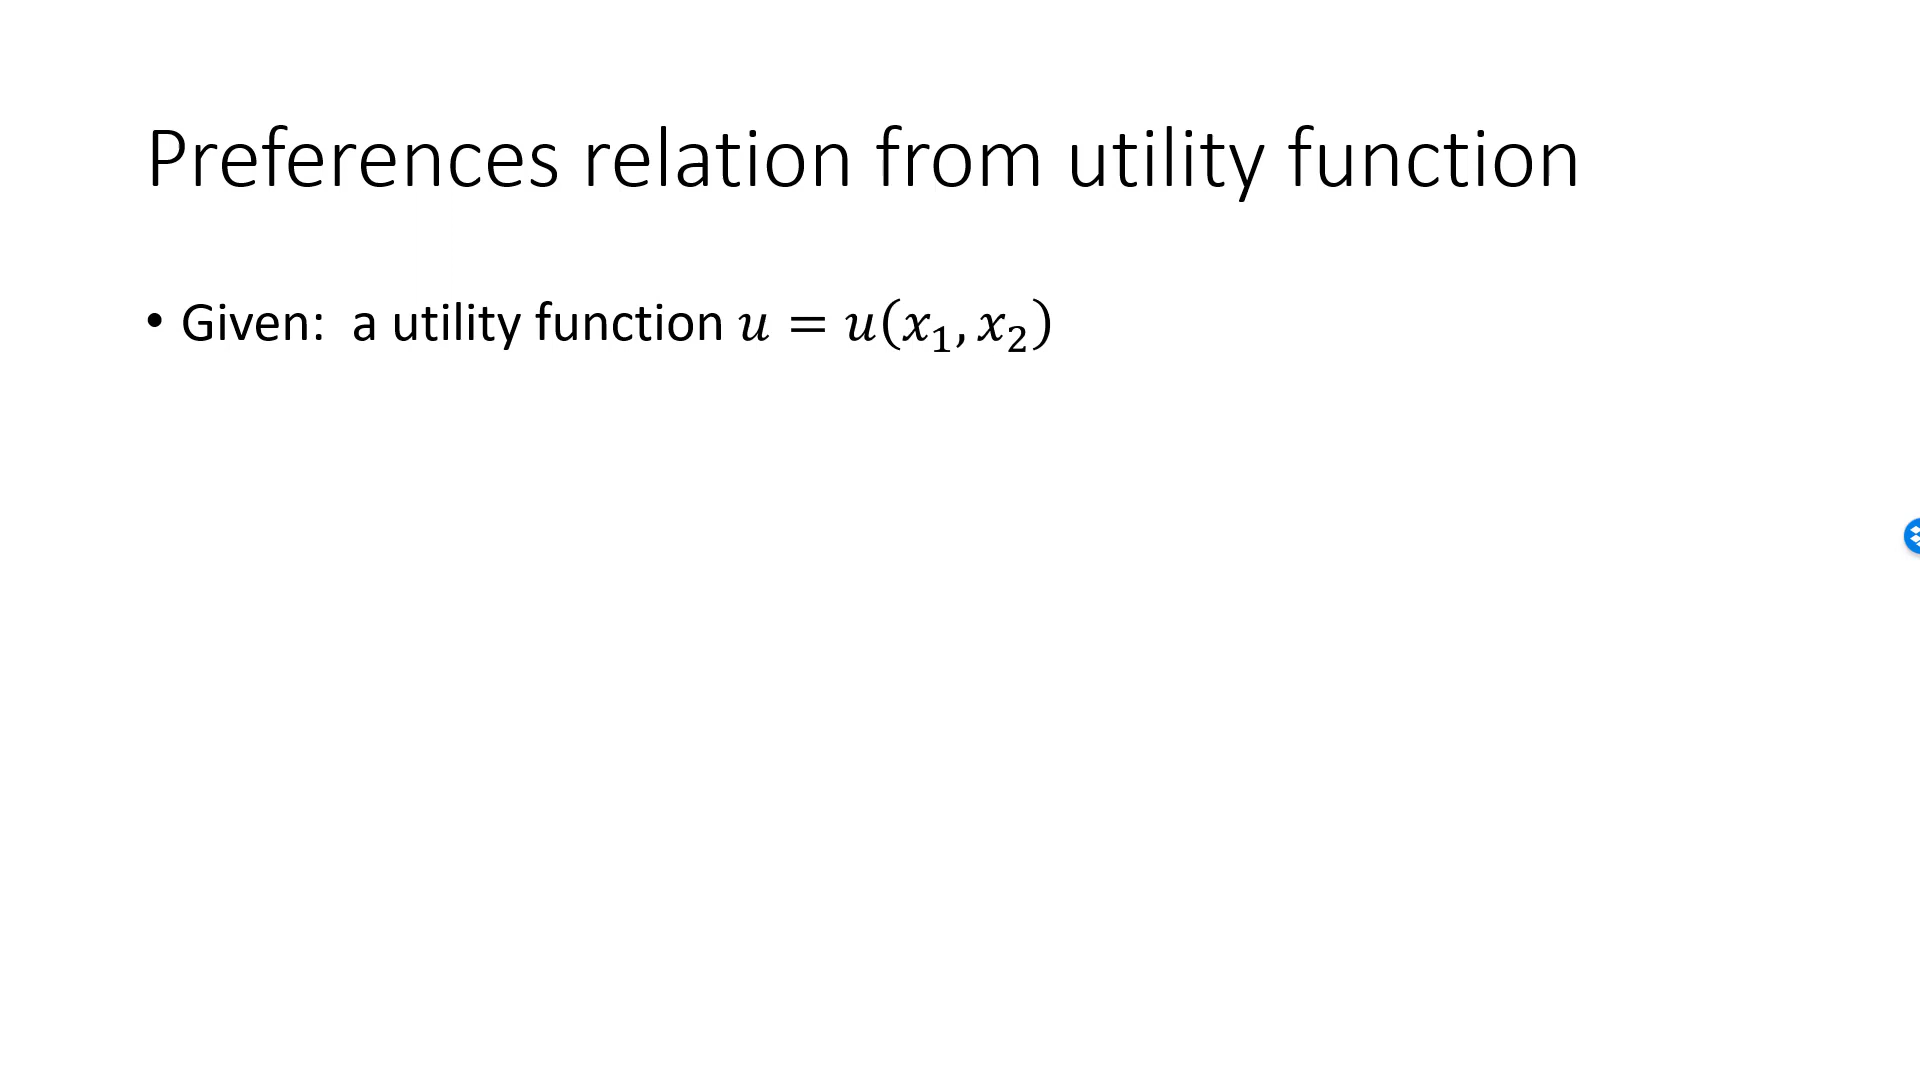 Preferences relation from utility function
• Given:  a utility function 𝑢 = 𝑢(𝑥₁, 𝑥₂)